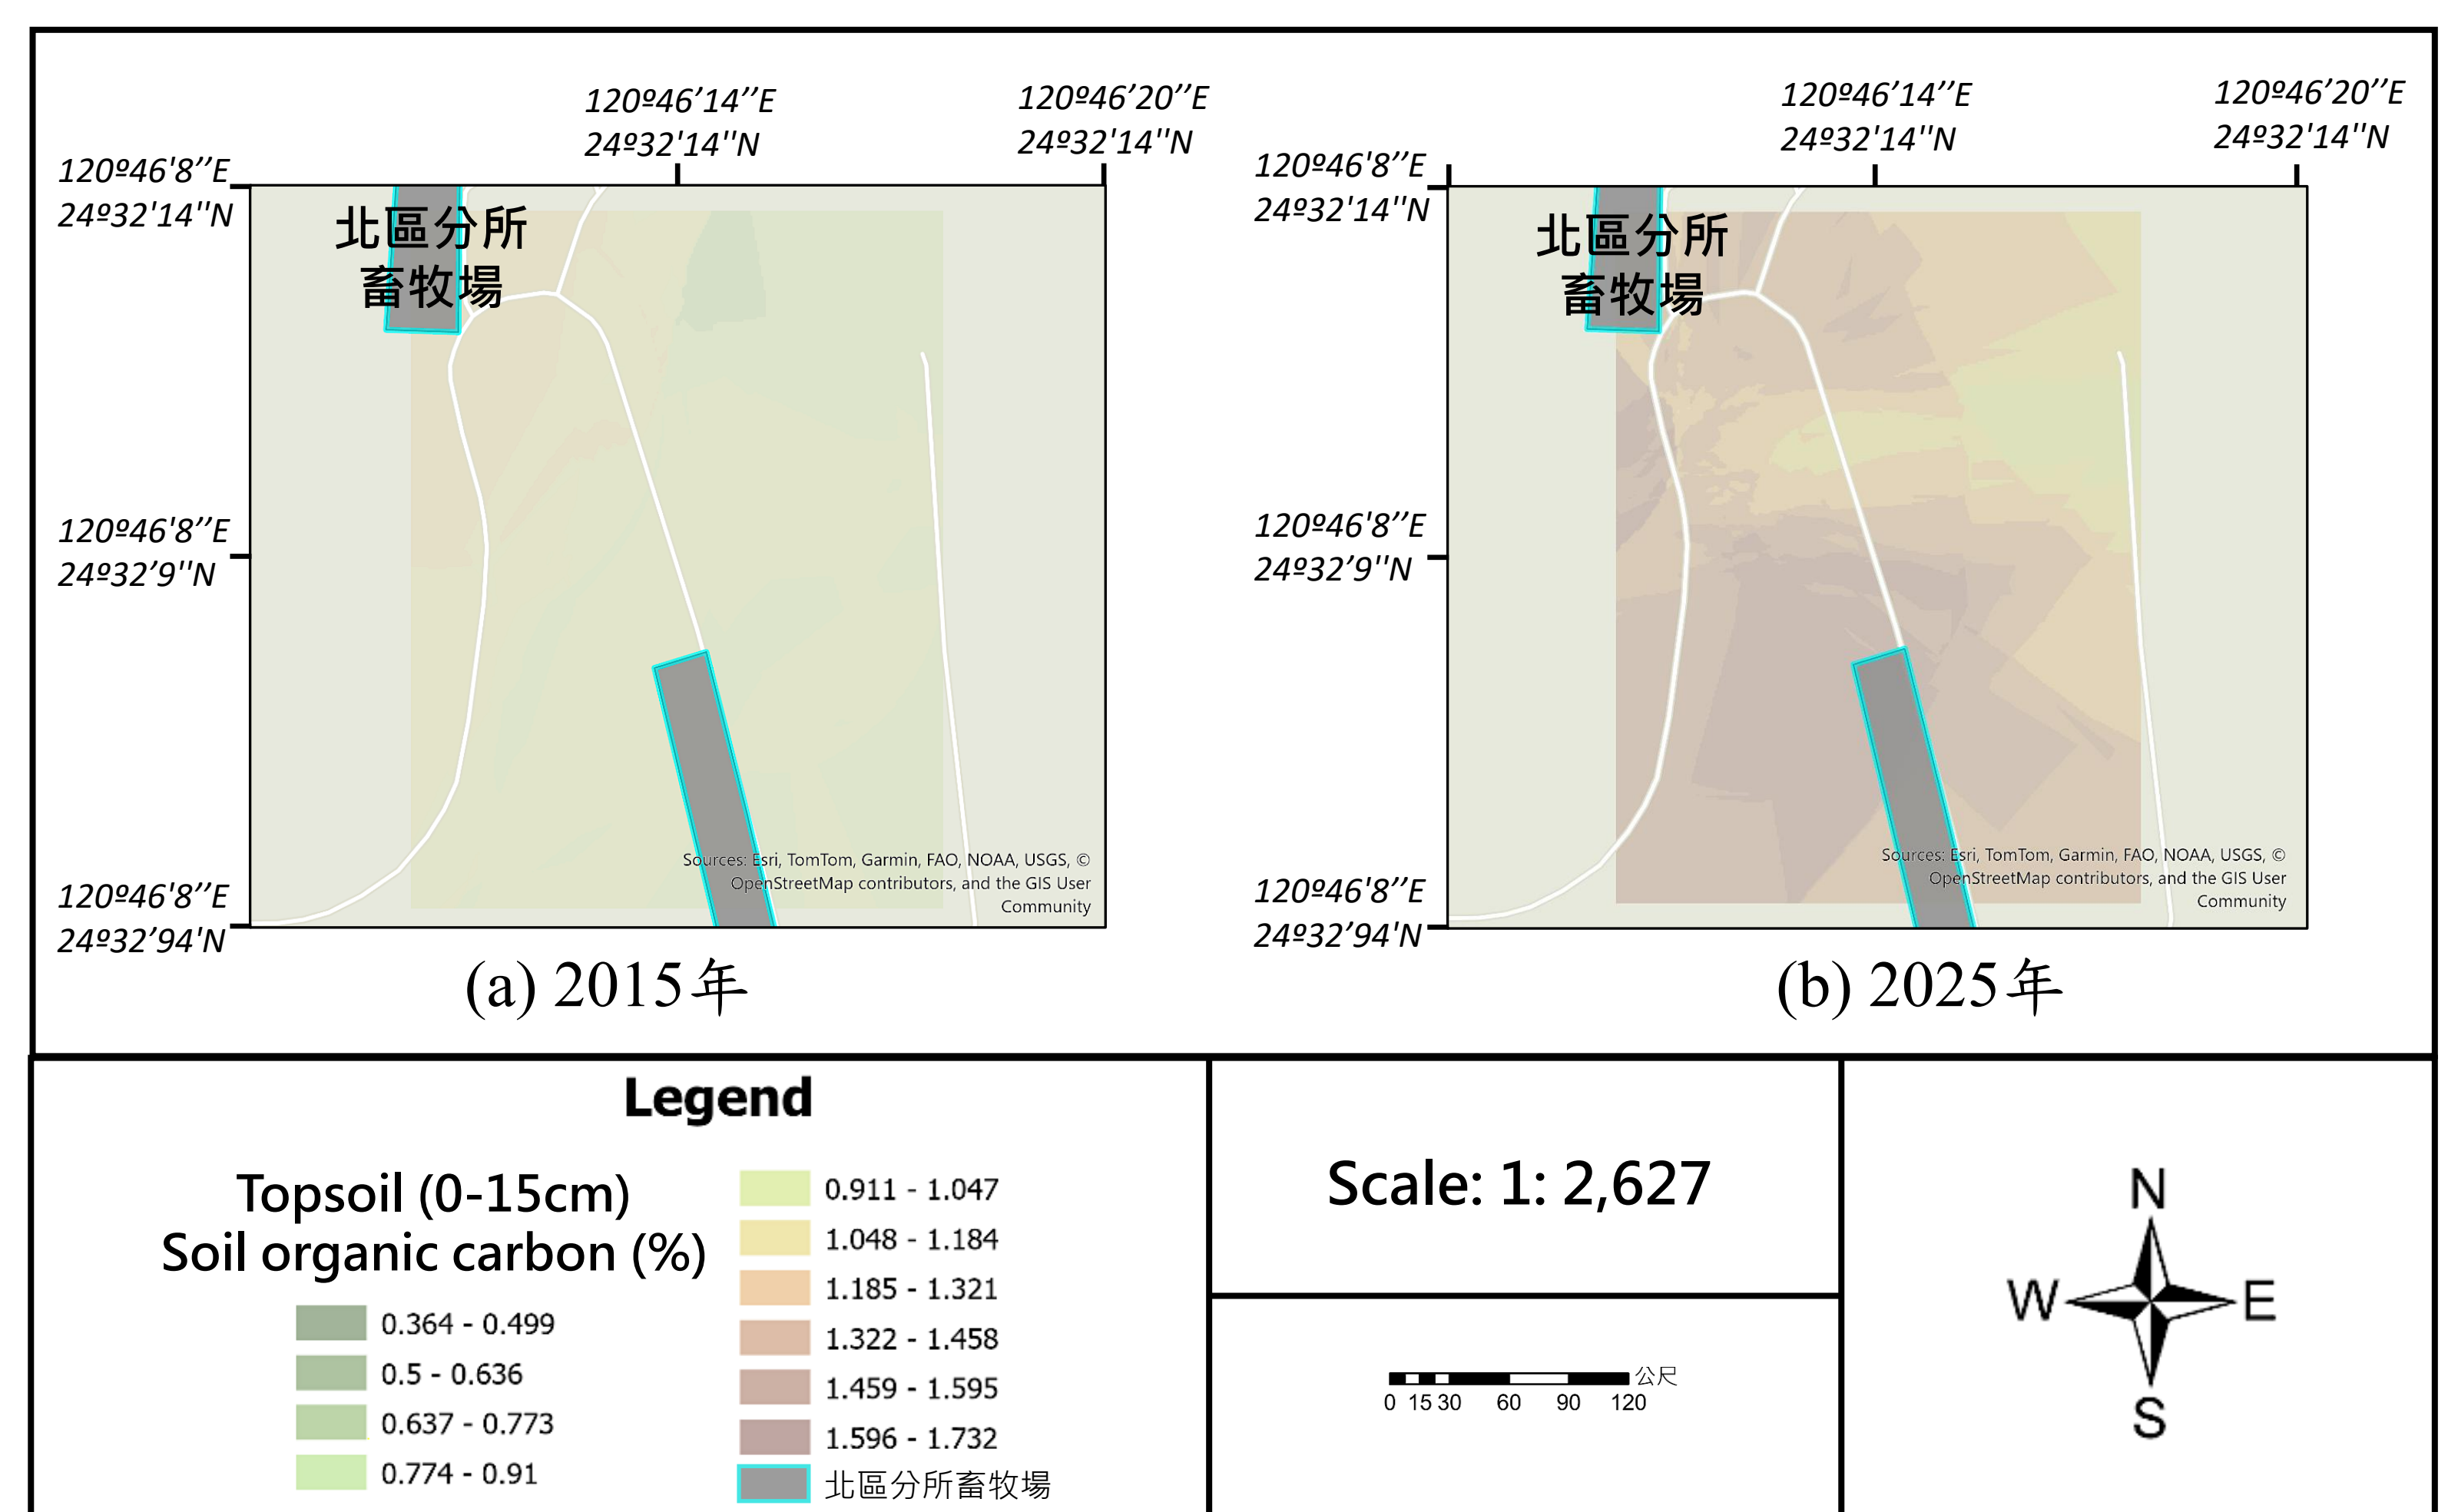 120º46’14’’E
24º32'14''N
120º46’20’’E
24º32'14''N
120º46'8’’E
24º32'14''N
120º46'8’’E
24º32’9''N
120º46'8’’E
24º32’94'N
北區分所
畜牧場
Sources: Esri, TomTom, Garmin, FAO, NOAA, USGS, ©
OpenStreetMap contributors, and the GIS User
Community
(a) 2015年
120º46’14’’E
24º32'14''N
120º46’20’’E
24º32'14''N
120º46'8’’E
24º32'14''N
120º46'8’’E
24º32’9''N
120º46'8’’E
24º32’94'N
北區分所
畜牧場
Sources: Esri, TomTom, Garmin, FAO, NOAA, USGS, ©
OpenStreetMap contributors, and the GIS User
Community
(b) 2025年
Legend
Topsoil (0-15cm)
Soil organic carbon (%)
0.364 - 0.499
0.5 - 0.636
0.637 - 0.773
0.774 - 0.91
0.911 - 1.047
1.048 - 1.184
1.185 - 1.321
1.322 - 1.458
1.459 - 1.595
1.596 - 1.732
北區分所畜牧場
Scale: 1: 2,627
公尺
0 15 30 60 90 120
N
W E
S